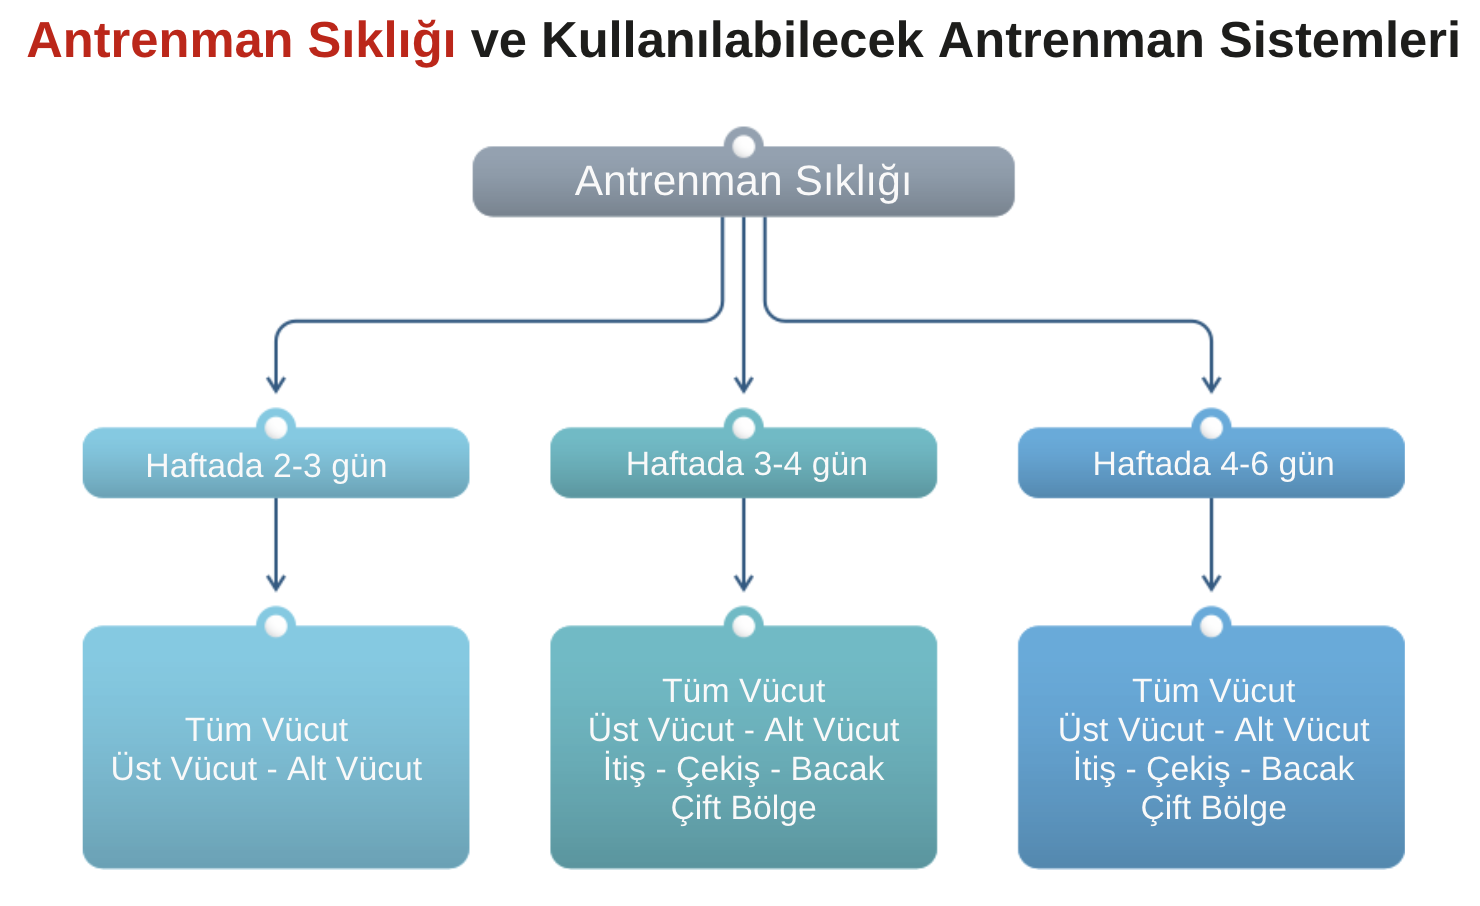 Antrenman Sıklığı ve Kullanılabilecek Antrenman Sistemleri
Antrenman Sıklığı
Haftada 2-3 gün
Haftada 3-4 gün
Haftada 4-6 gün
Tüm Vücut
Üst Vücut - Alt Vücut
Tüm Vücut
Üst Vücut - Alt Vücut
İtiş - Çekiş - Bacak
Çift Bölge
Tüm Vücut
Üst Vücut - Alt Vücut
İtiş - Çekiş - Bacak
Çift Bölge